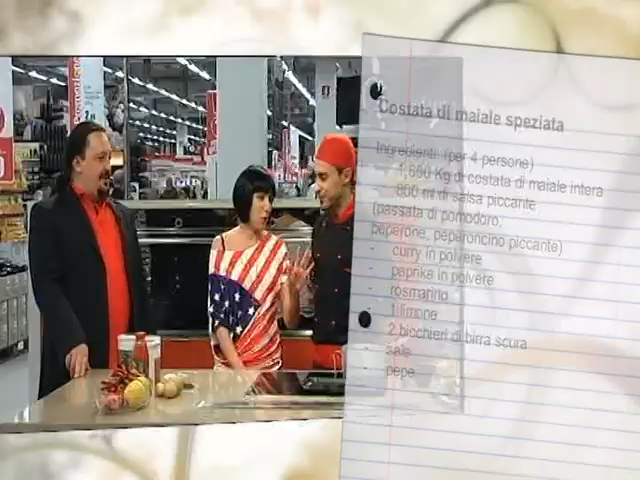 Costata di maiale speziata
Ingredienti (per 4 persone)
- 1,690 Kg di costata di maiale intera
- 800 ml di salsa piccante
(passata di pomodoro,
peperone, peperoncino piccante)
- curry in polvere
- paprika in polvere
- rosmarino
- 1 limone
- 2 bicchieri di birra scura
- sale
- pepe